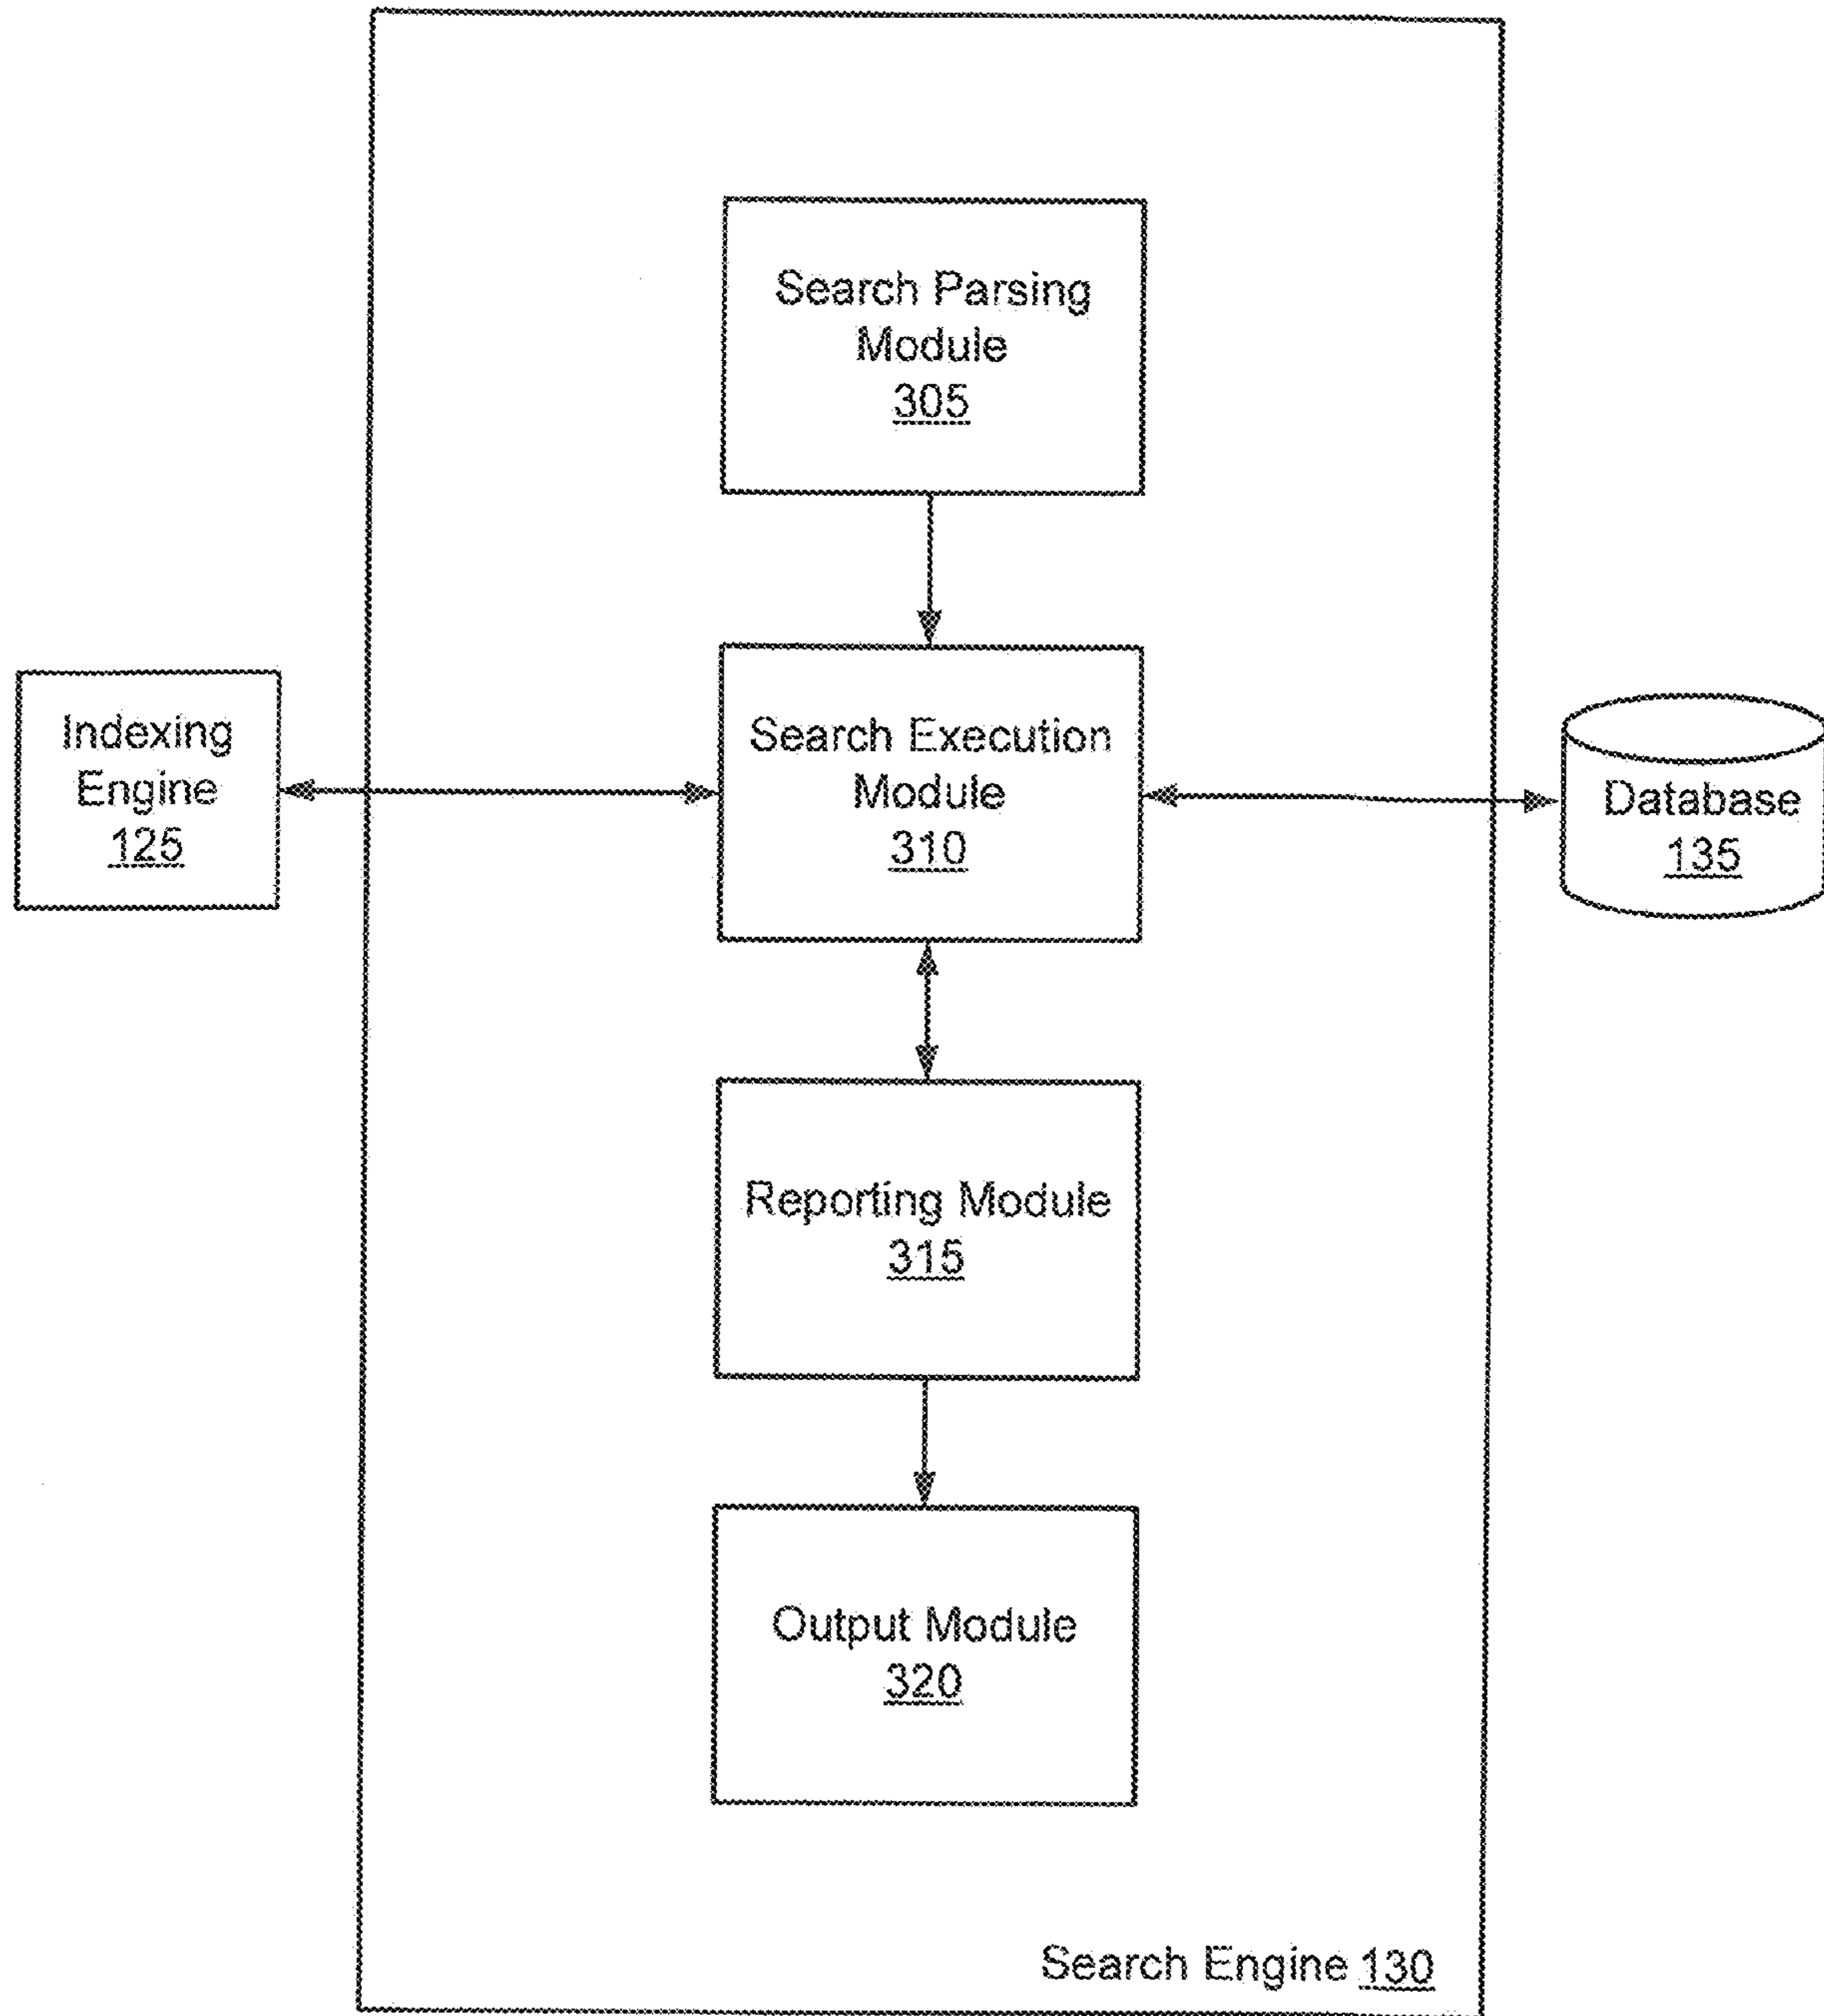 Search Parsing
Module
305
Indexing
Engine
125
Search Execution
Module
310
Database
135
Reporting Module
315
Output Module
320
Search Engine 130